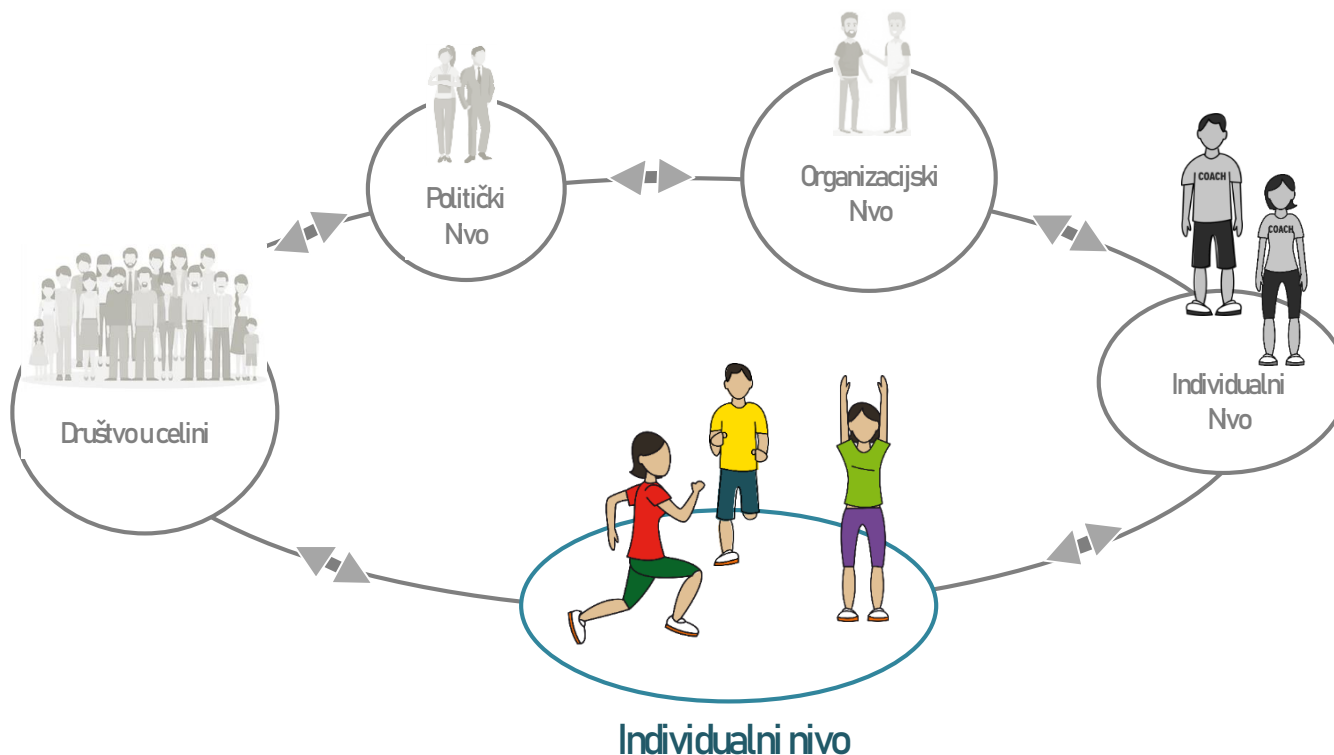 Politički
Nvo
Organizacijski
Nvo
COACH
COACH
Individualni
Nvo
Društvo u celini
Individualni nivo